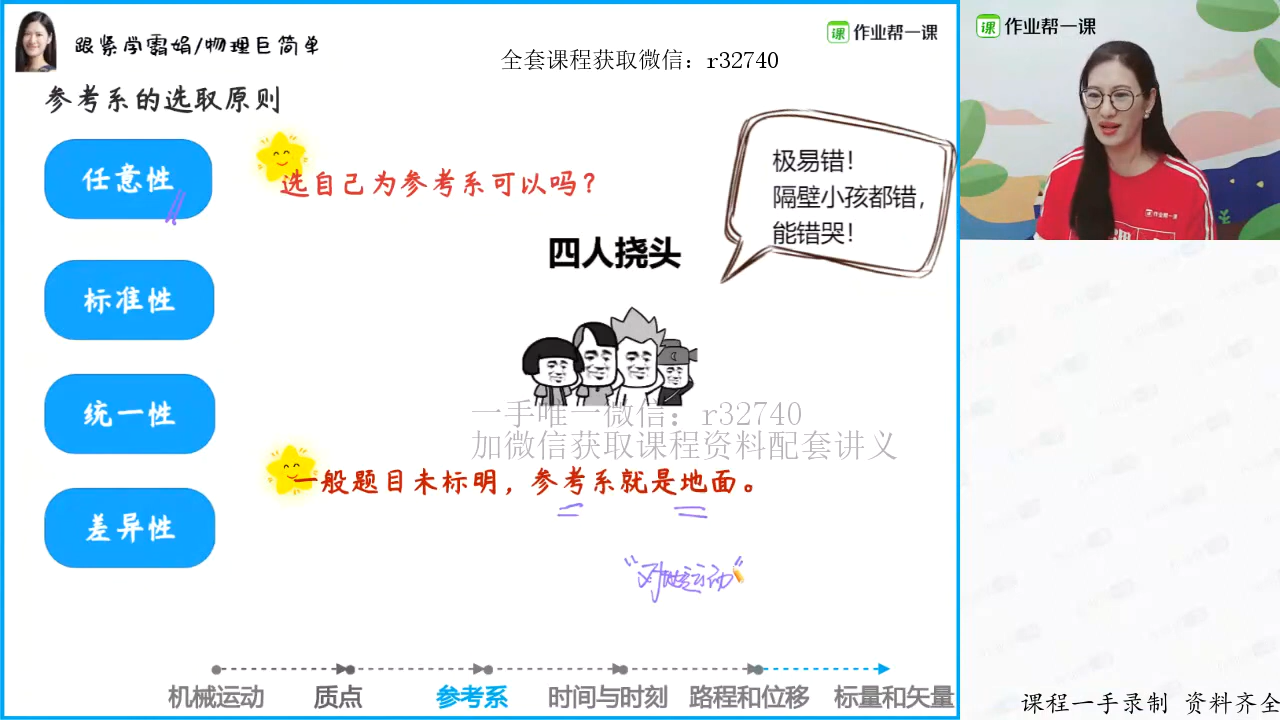 跟紧学霸娟/物理巨简单
课 作业帮一课
课 作业帮一课
全套课程获取微信：r32740
参考系的选取原则
任意性
选自己为参考系可以吗？
极易错！
隔壁小孩都错，
能错哭！
四人挠头
标准性
统一性
一手唯一微信：r32740
加微信获取课程资料配套讲义
一般题目未标明，参考系就是地面。
差异性
机械运动
质点
参考系
时间与时刻
路程和位移
标量和矢量
课程一手录制 资料齐全